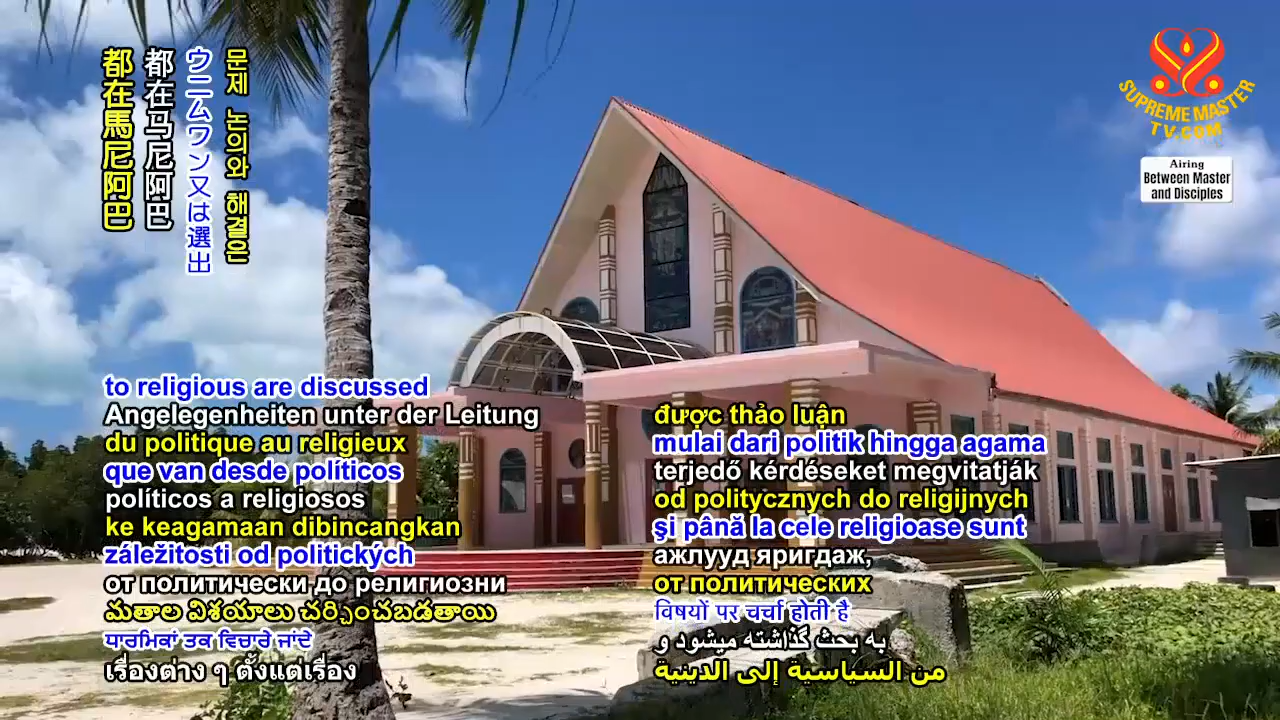 都在馬尼阿巴
都在马尼阿巴
ウニムワン又は選出
문제 논의와 해결은
SUPREME MASTER
TV.COM
Airing
Between Master
and Disciples
to religious are discussed
Angelegenheiten unter der Leitung
du politique au religieux
que van desde políticos
políticos a religiosos
ke keagamaan dibincangkan
záležitosti od politických
от политически до религиозни
మతాల విశయాలు చర్చించబడతాయి
ਧਾਰਮਿਕਾਂ ਤਕ ਵਿਚਾਰੇ ਜਾਂਦੇ
เรื่องต่าง ๆ ตั้งแต่เรื่อง
được thảo luận
mulai dari politik hingga agama
terjedő kérdéseket megvitatják
od politycznych do religijnych
şi până la cele religioase sunt
ажлууд яригдаж,
от политических
विषयों पर चर्चा होती है
به بحث گذاشته میشود و
من السياسية إلى الدينية